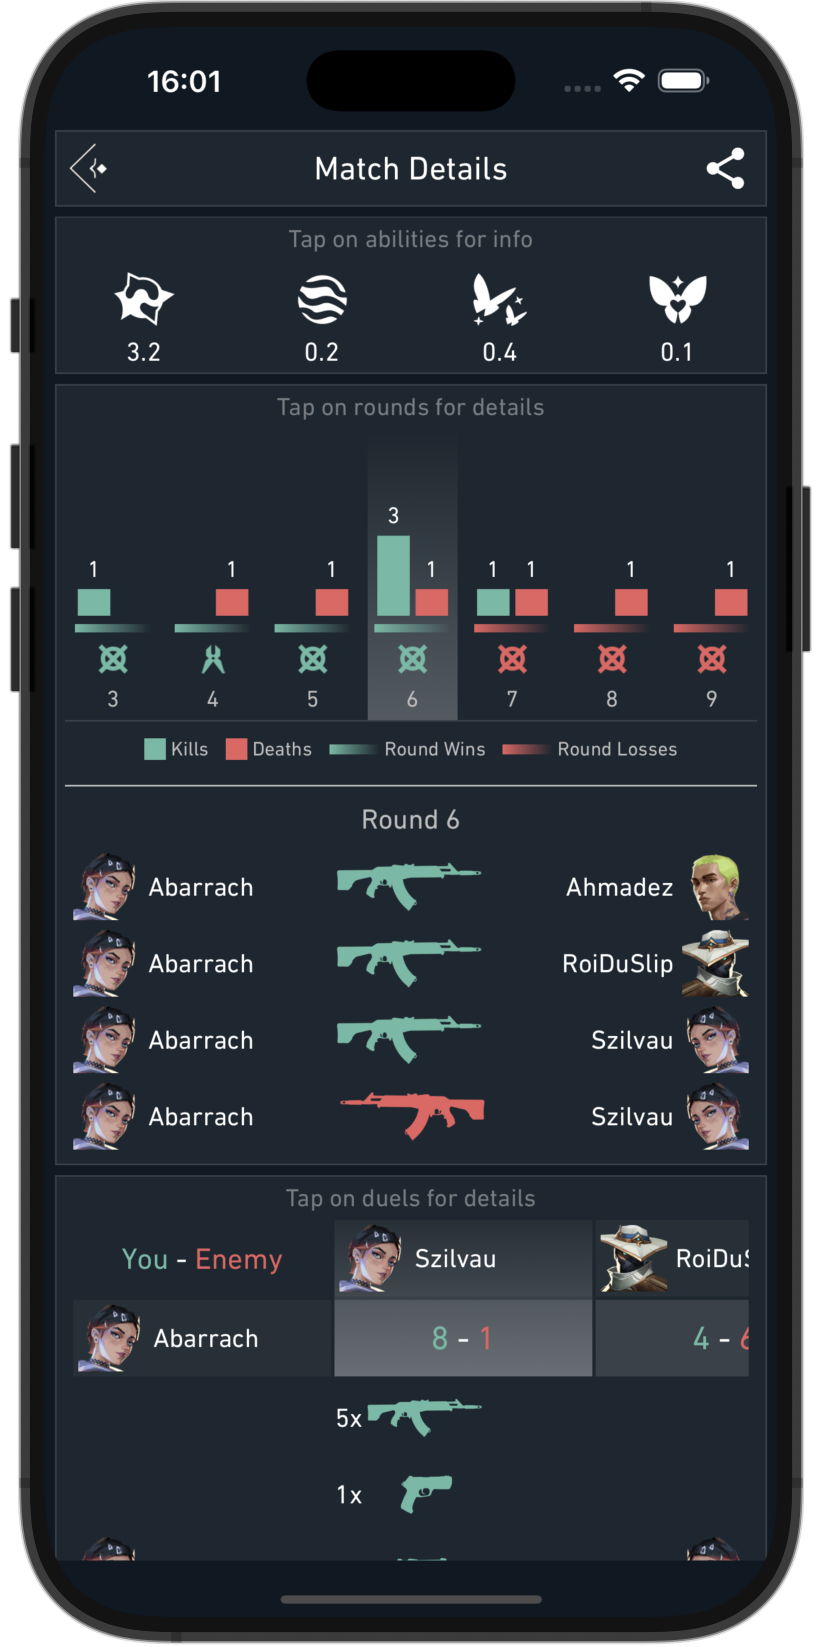 16:01
Match Details
Tap on abilities for info
3.2 0.2 0.4 0.1
Tap on rounds for details
3
1 1 1 1 1 1 1 1
3 4 5 6 7 8 9
Kills Deaths Round Wins Round Losses
Round 6
Abarrach Ahmadez
Abarrach RoiDuSlip
Abarrach Szilvau
Abarrach Szilvau
Tap on duels for details
You - Enemy Szilvau RoiDuS
Abarrach 8 - 1 4 - 6
5x
1x